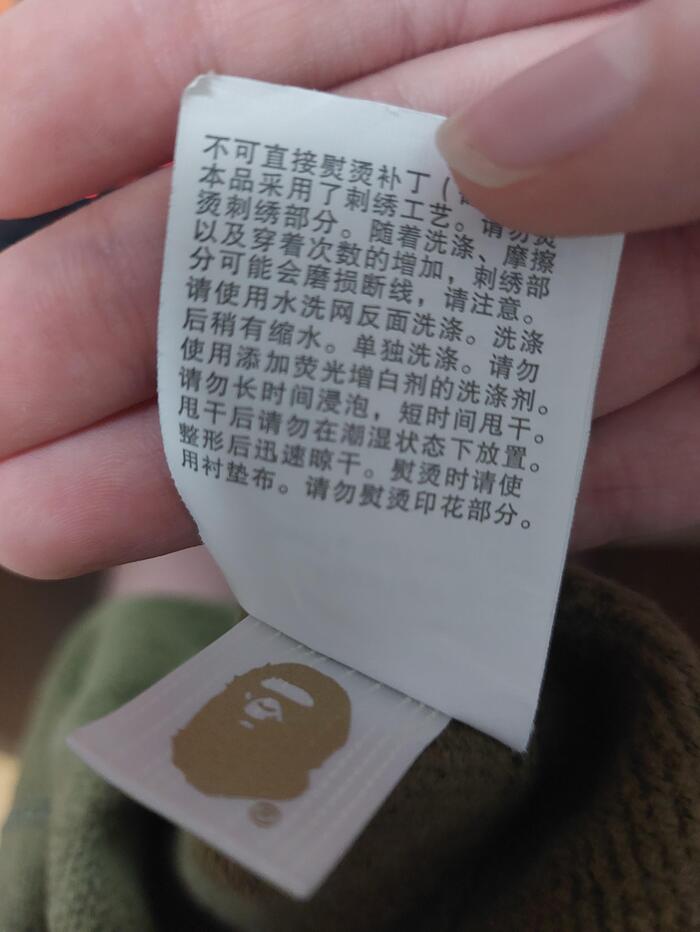 不可直接熨烫补丁（
本品采用了刺绣工艺。请勿熨
烫刺绣部分。随着洗涤、摩擦
以及穿着次数的增加，刺绣部
分可能会磨损断线，请注意。
请使用水洗网反面洗涤。洗涤
后稍有缩水。单独洗涤。请勿
使用添加荧光增白剂的洗涤剂。
请勿长时间浸泡，短时间甩干。
甩干后请勿在潮湿状态下放置。
整形后迅速晾干。熨烫时请使
用衬垫布。请勿熨烫印花部分。